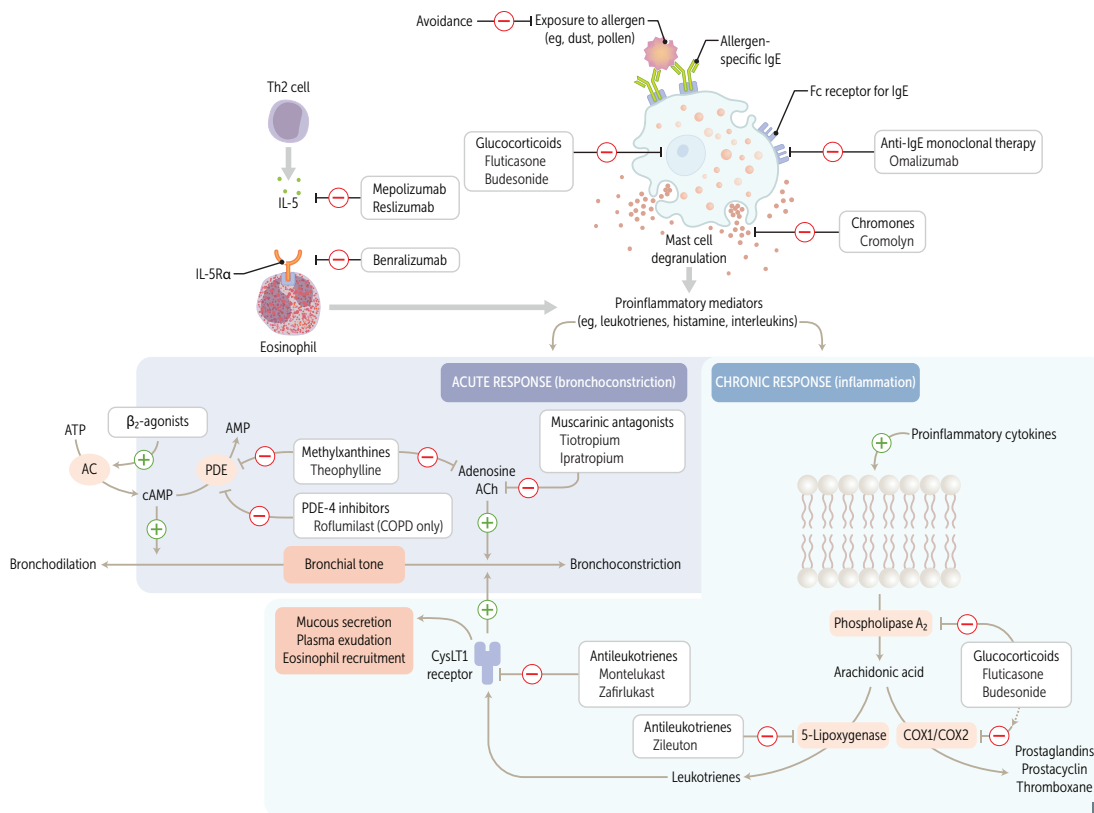 Avoidance
Exposure to allergen
(eg, dust, pollen)
Allergen-
specific IgE
Th2 cell
Fc receptor for IgE
Glucocorticoids
Fluticasone
Budesonide
Anti-IgE monoclonal therapy
Omalizumab
Mepolizumab
Reslizumab
IL-5
Chromones
Cromolyn
Mast cell
degranulation
Benralizumab
IL-5Rα
Proinflammatory mediators
(eg, leukotrienes, histamine, interleukins)
Eosinophil
ACUTE RESPONSE (bronchoconstriction)
CHRONIC RESPONSE (inflammation)
β₂-agonists
ATP
AMP
Muscarinic antagonists
Tiotropium
Ipratropium
Proinflammatory cytokines
Methylxanthines
Theophylline
AC
PDE
Adenosine
ACh
cAMP
PDE-4 inhibitors
Roflumilast (COPD only)
Bronchodilation
Bronchial tone
Bronchoconstriction
Mucous secretion
Plasma exudation
Eosinophil recruitment
Phospholipase A₂
CysLT1
receptor
Antileukotrienes
Montelukast
Zafirlukast
Arachidonic acid
Glucocorticoids
Fluticasone
Budesonide
Antileukotrienes
Zileuton
5-Lipoxygenase
COX1/COX2
Prostaglandins
Prostacyclin
Thromboxane
Leukotrienes